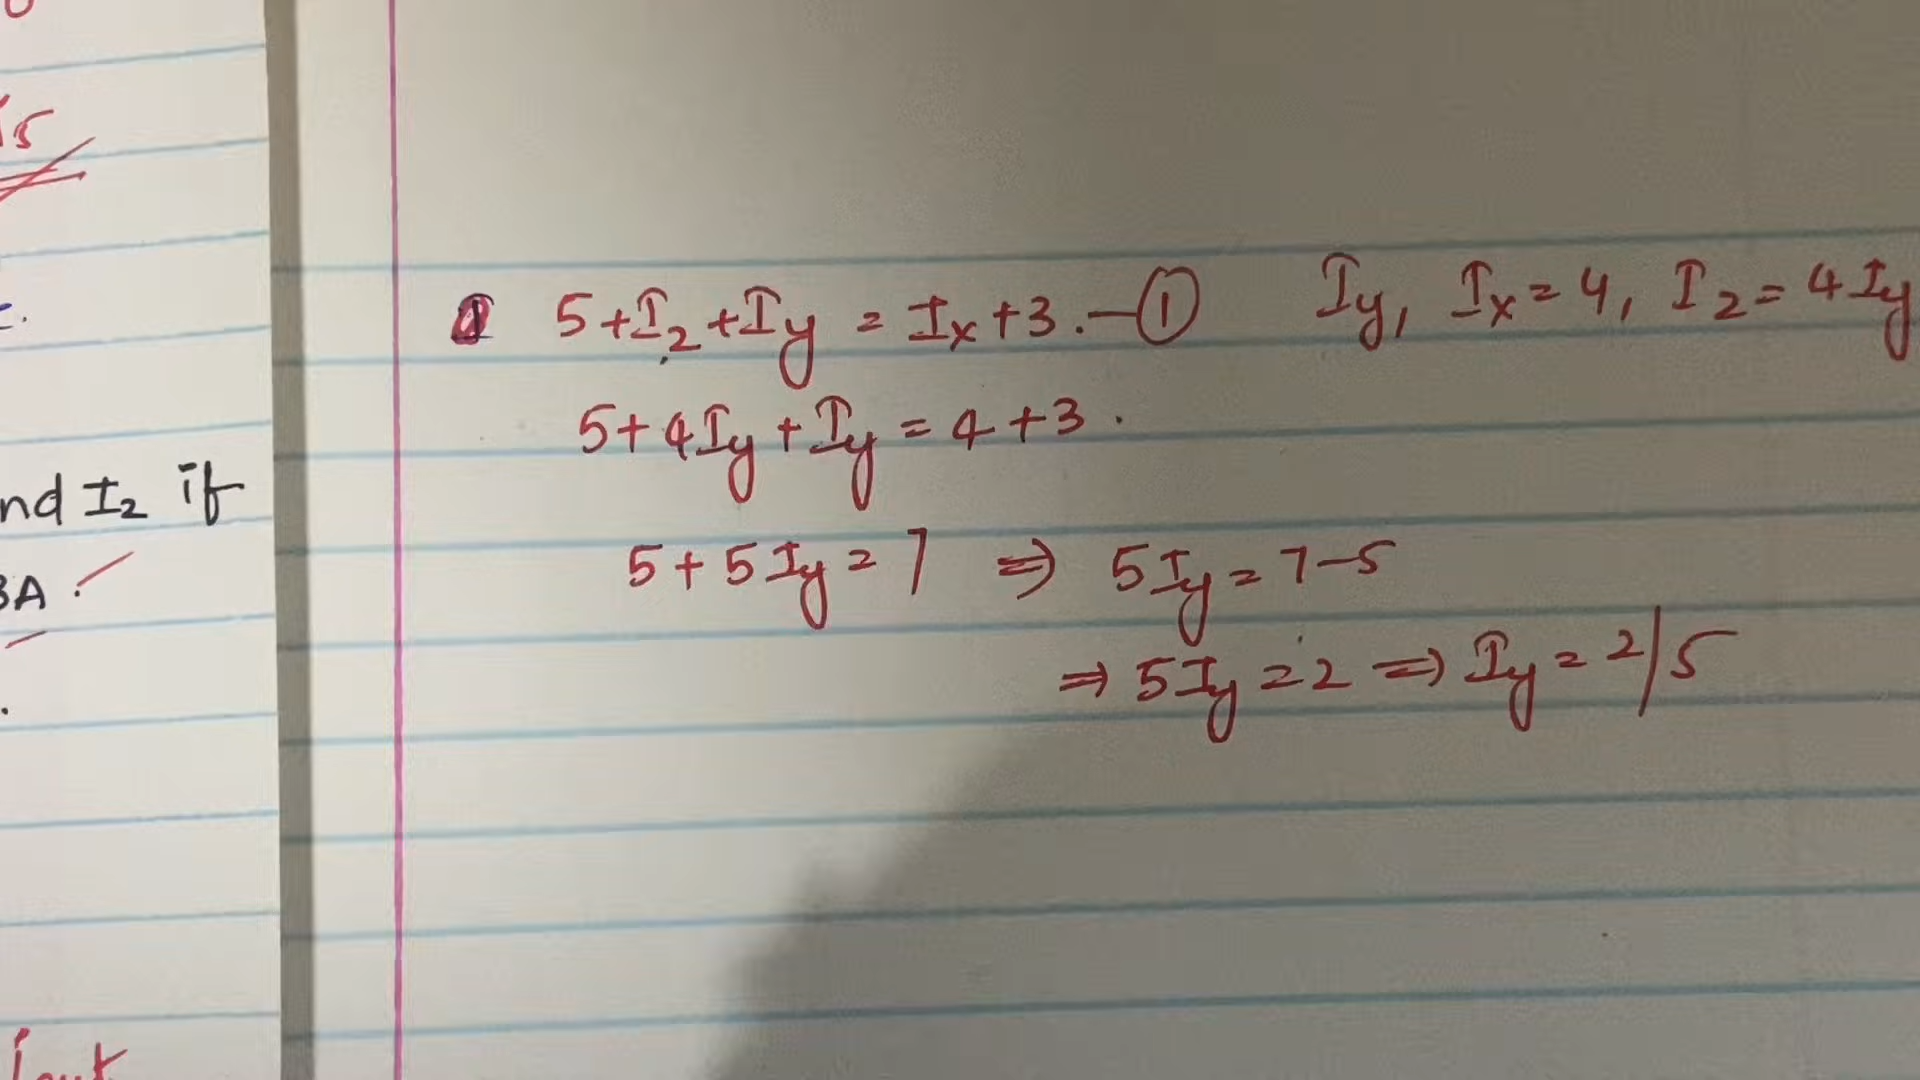 is
nd I₂ if
3A.
5 + I₂ + Iy = Ix + 3. — ① Iy, Ix = 4, I₂ = 4Iy
5 + 4Iy + Iy = 4 + 3.
5 + 5Iy = 7 ⇒ 5Iy = 7 - 5
⇒ 5Iy = 2 ⇒ Iy = 2/5